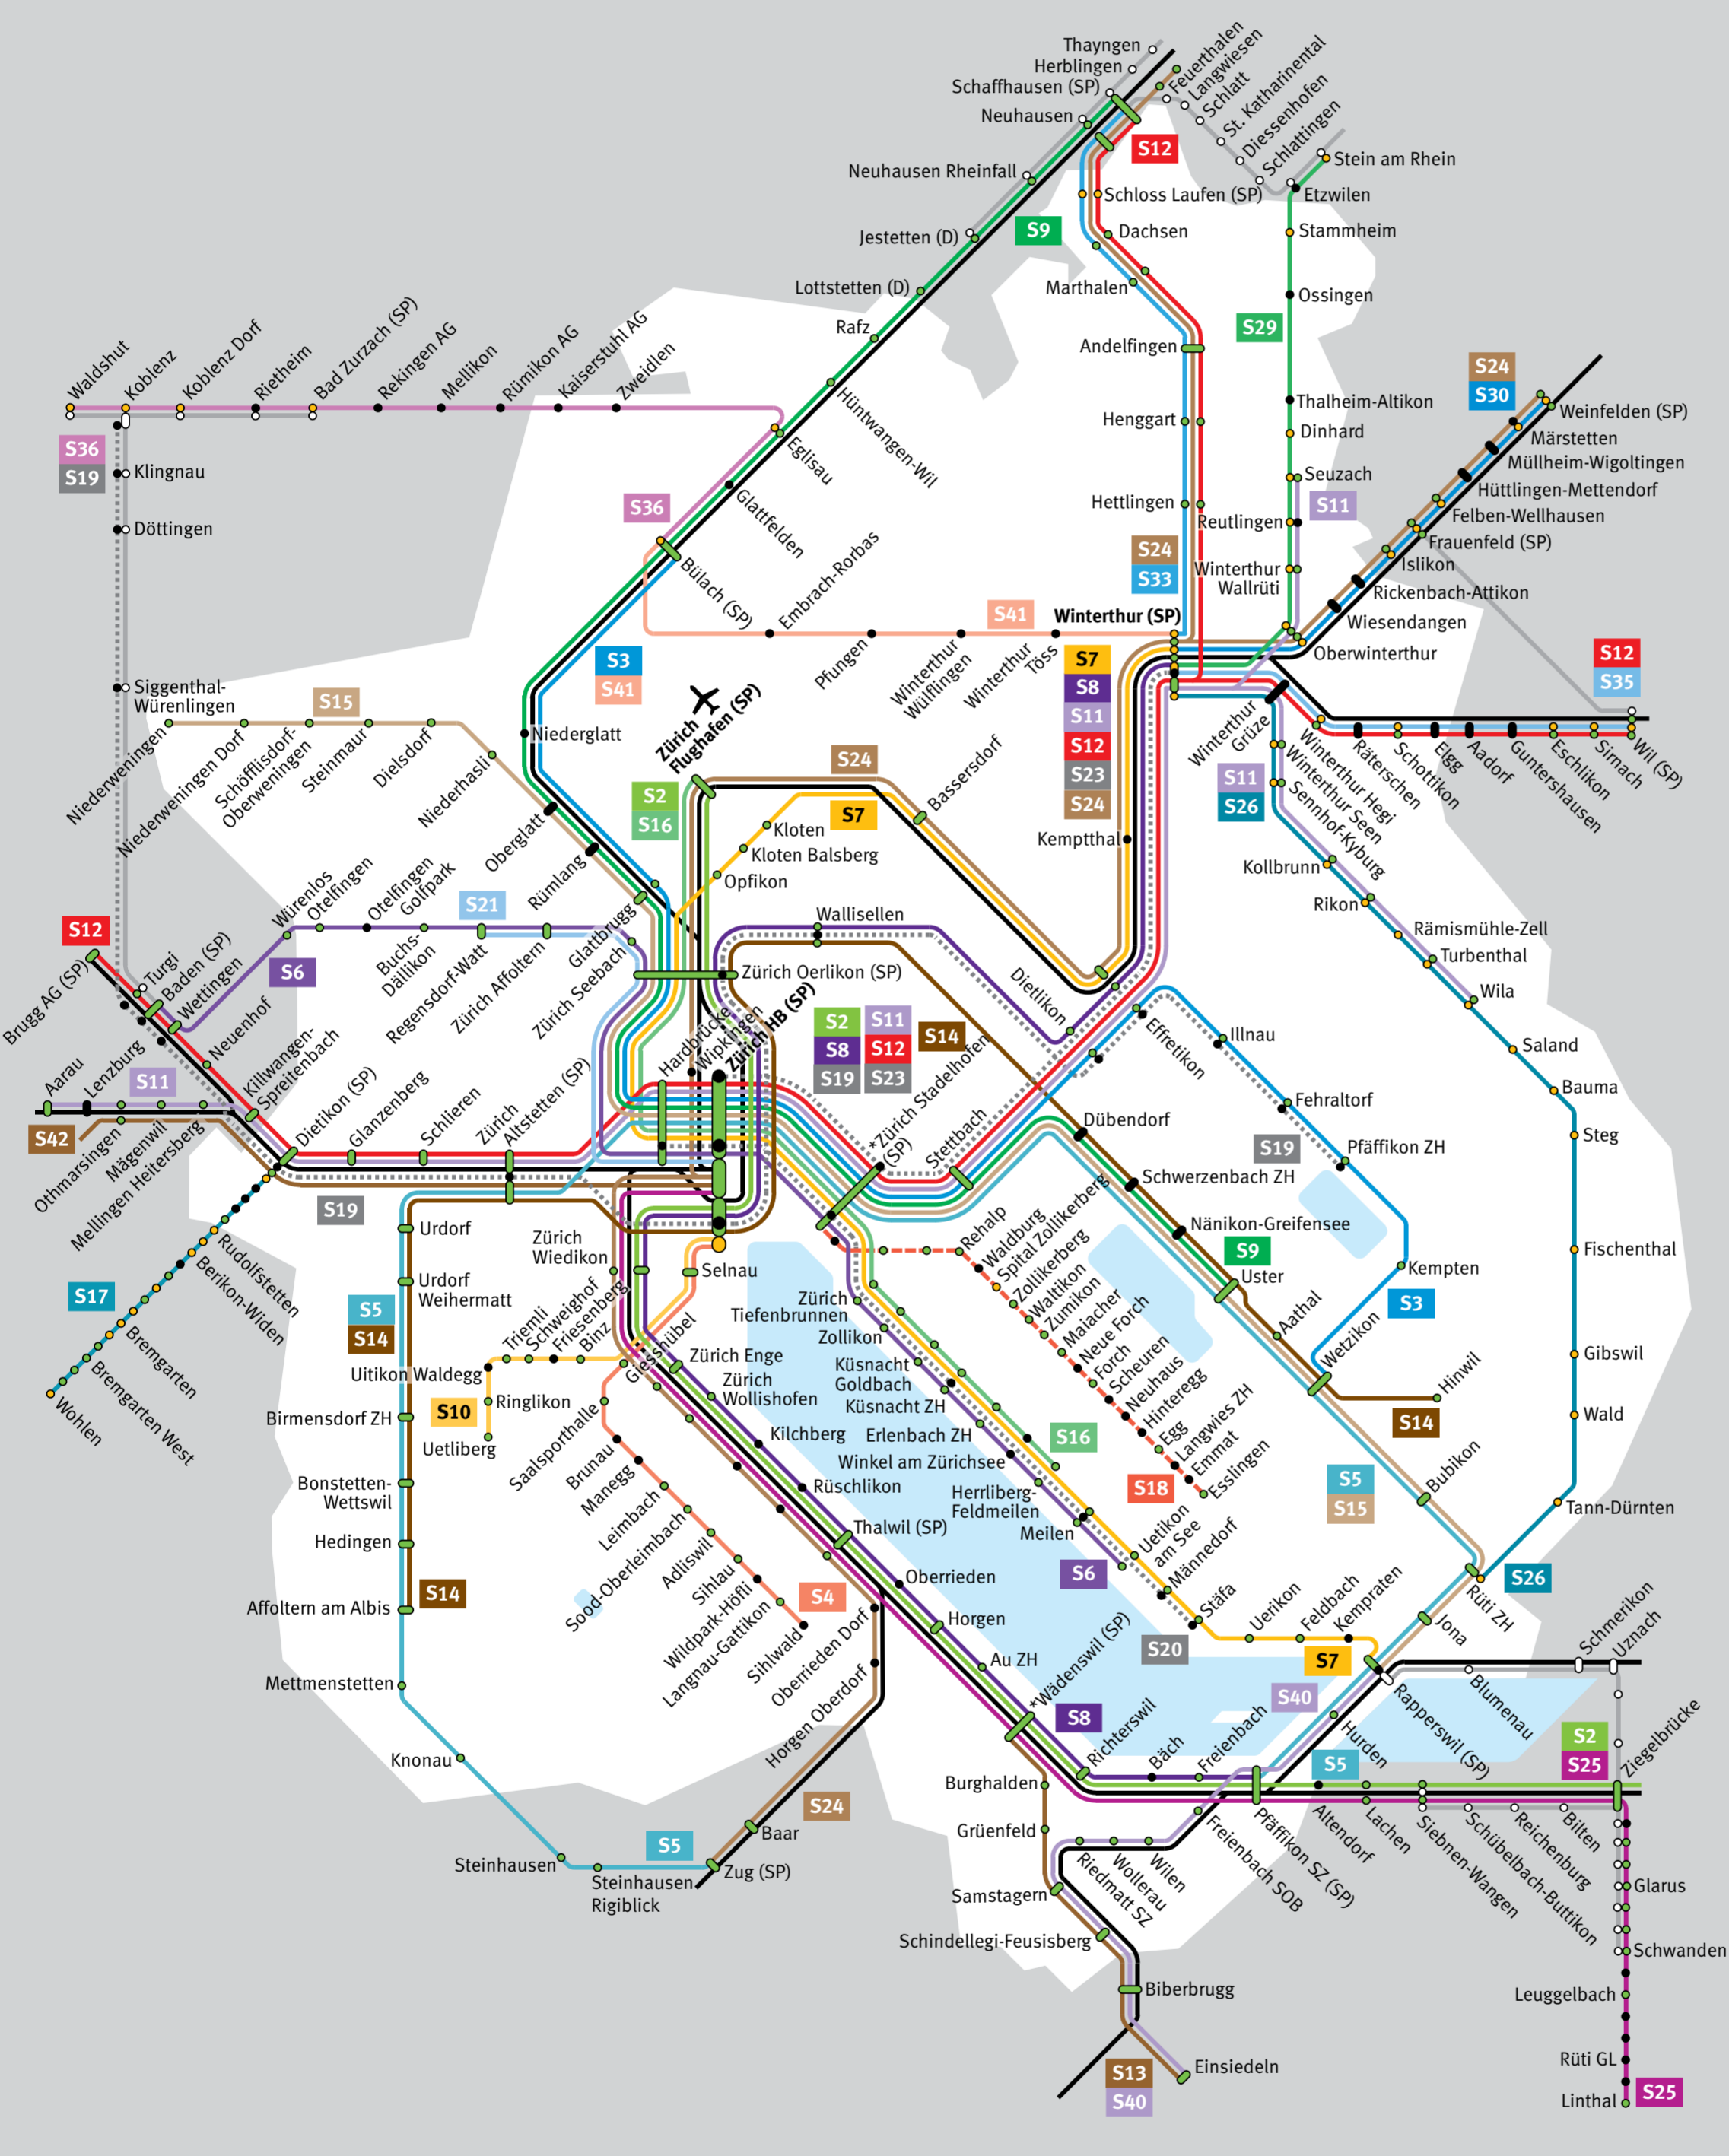 Thayngen
Herblingen
Schaffhausen (SP)
Neuhausen
Feuerthalen
Langwiesen
Schlatt
St. Katharinental
Diessenhofen
Schlattingen
S12
Stein am Rhein
Etzwilen
Neuhausen Rheinfall
Schloss Laufen (SP)
S9
Jestetten (D)
Dachsen
Stammheim
Lottstetten (D)
Marthalen
Ossingen
Rafz
S29
Andelfingen
Waldshut
Koblenz
Koblenz Dorf
Rietheim
Bad Zurzach (SP)
Rekingen AG
Mellikon
Rümikon AG
Kaiserstuhl AG
Zweidlen
S24
S30
Hüntwangen-Wil
Henggart
Thalheim-Altikon
Dinhard
Weinfelden (SP)
Märstetten
Müllheim-Wigoltingen
Hüttlingen-Mettendorf
Felben-Wellhausen
Frauenfeld (SP)
Islikon
Rickenbach-Attikon
Wiesendangen
Oberwinterthur
S36
S19
Klingnau
Döttingen
Eglisau
S36
Glattfelden
Hettlingen
Seuzach
S11
Reutlingen
Winterthur
Wallrüti
S24
S33
Bülach (SP)
Embrach-Rorbas
Pfungen
Winterthur
Wülflingen
Winterthur
Töss
S41
Winterthur (SP)
S3
S41
S7
S8
S11
S12
S23
S24
S12
S35
Siggenthal-
Würenlingen
S15
Niederweningen
Niederweningen Dorf
Schöfflisdorf-
Oberweningen
Steinmaur
Dielsdorf
Niederhasli
Niederglatt
Oberglatt
Rümlang
Zürich
Flughafen (SP)
S24
S2
S16
S7
Kloten
Kloten Balsberg
Opfikon
Bassersdorf
Kemptthal
Winterthur
Grüze
Winterthur Hegi
Räterschen
Schottikon
Elgg
Aadorf
Guntershausen
Eschlikon
Sirnach
Wil (SP)
S11
S26
Winterthur Seen
Sennhof-Kyburg
Kollbrunn
Rikon
Rämismühle-Zell
Turbenthal
Wila
Saland
Bauma
Steg
Fischenthal
Gibswil
Wald
Tann-Dürnten
S12
Brugg AG (SP)
Turgi
Baden (SP)
Wettingen
S6
Würenlos
Otelfingen
Otelfingen
Golfpark
Buchs-
Dällikon
S21
Regensdorf-Watt
Zürich Affoltern
Zürich Seebach
Glattbrugg
Wallisellen
Zürich Oerlikon (SP)
Dietlikon
Neuenhof
Killwangen-
Spreitenbach
Aarau
Lenzburg
S11
S42
Othmarsingen
Mägenwil
Mellingen Heitersberg
Dietikon (SP)
Glanzenberg
Schlieren
Zürich
Altstetten (SP)
Hardbrücke
Wipkingen
Zürich HB (SP)
S2
S11
S8
S12
S19
S23
S14
*Zürich Stadelhofen
(SP)
Stettbach
Effretikon
Illnau
Fehraltorf
S19
Pfäffikon ZH
Kempten
S3
Dübendorf
Schwerzenbach ZH
Nänikon-Greifensee
S9
Uster
Aathal
Wetzikon
Hinwil
S14
S19
S17
Rudolfstetten
Berikon-Widen
Bremgarten
Bremgarten West
Wohlen
Urdorf
Urdorf
Weihermatt
S5
S14
Zürich
Wiedikon
Selnau
Triemli
Schweighof
Friesenberg
Binz
Uitikon Waldegg
Ringlikon
S10
Uetliberg
Giesshübel
Saalsporthalle
Brunau
Manegg
Leimbach
Sood-Oberleimbach
Adliswil
Sihlau
Wildpark-Höfli
Langnau-Gattikon
Sihlwald
S4
Zürich Enge
Zürich
Wollishofen
Kilchberg
Rüschlikon
Thalwil (SP)
Oberrieden
Horgen
Au ZH
*Wädenswil (SP)
S8
Richterswil
Bäch
Freienbach
Oberrieden Dorf
Horgen Oberdorf
S24
Baar
Zug (SP)
Rehalp
Waldburg
Spital Zollikerberg
Zollikerberg
Waltikon
Zumikon
Maiacher
Neue Forch
Forch
Scheuren
Neuhaus
Hinteregg
Egg
Langwies ZH
Emmat
Esslingen
S18
Zürich
Tiefenbrunnen
Zollikon
Küsnacht
Goldbach
Küsnacht ZH
Erlenbach ZH
Winkel am Zürichsee
Herrliberg-
Feldmeilen
Meilen
S16
S6
Uetikon
am See
Männedorf
Stäfa
S20
Uerikon
Feldbach
Kempraten
S7
S40
S5
S15
Bubikon
S26
Rüti ZH
Jona
Rapperswil (SP)
Blumenau
Schmerikon
Uznach
Hurden
S5
S2
S25
Ziegelbrücke
Birmensdorf ZH
Bonstetten-
Wettswil
Hedingen
S14
Affoltern am Albis
Mettmenstetten
Knonau
Steinhausen
Steinhausen
Rigiblick
S5
Burghalden
Grüenfeld
Samstagern
Schindellegi-Feusisberg
Riedmatt SZ
Wollerau
Wilen
Freienbach SOB
Pfäffikon SZ (SP)
Altendorf
Lachen
Siebnen-Wangen
Schübelbach-Buttikon
Reichenburg
Bilten
Glarus
Schwanden
Leuggelbach
Rüti GL
Linthal
S25
Biberbrugg
Einsiedeln
S13
S40